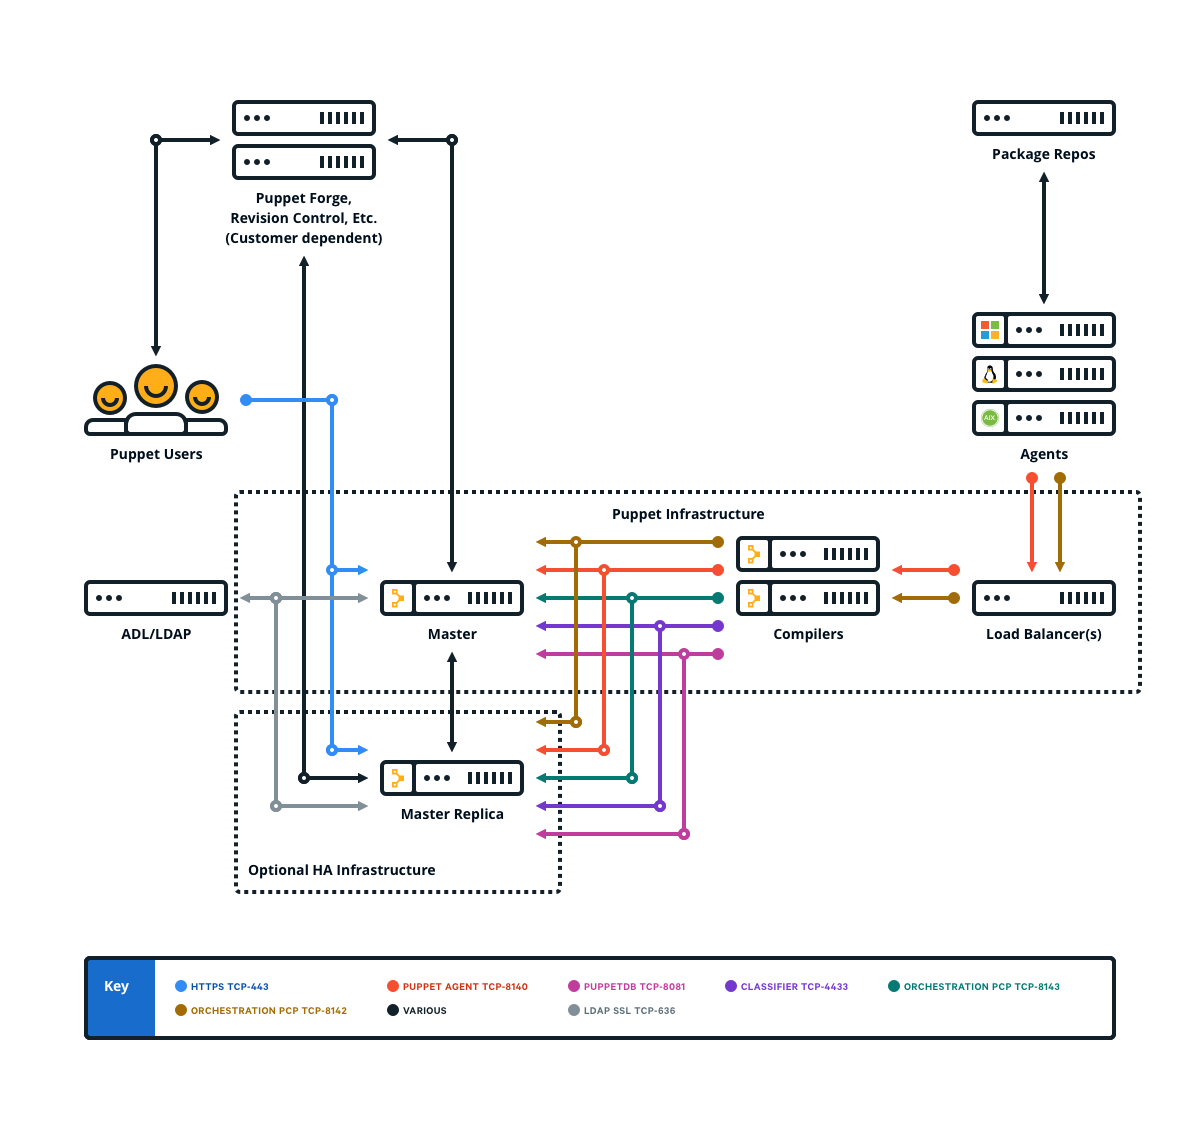 Puppet Forge,
Revision Control, Etc.
(Customer dependent)
Package Repos
AIX
Puppet Users
Agents
Puppet Infrastructure
ADL/LDAP
Master
Compilers
Load Balancer(s)
Master Replica
Optional HA Infrastructure
Key
HTTPS TCP-443
PUPPET AGENT TCP-8140
PUPPETDB TCP-8081
CLASSIFIER TCP-4433
ORCHESTRATION PCP TCP-8143
ORCHESTRATION PCP TCP-8142
VARIOUS
LDAP SSL TCP-636